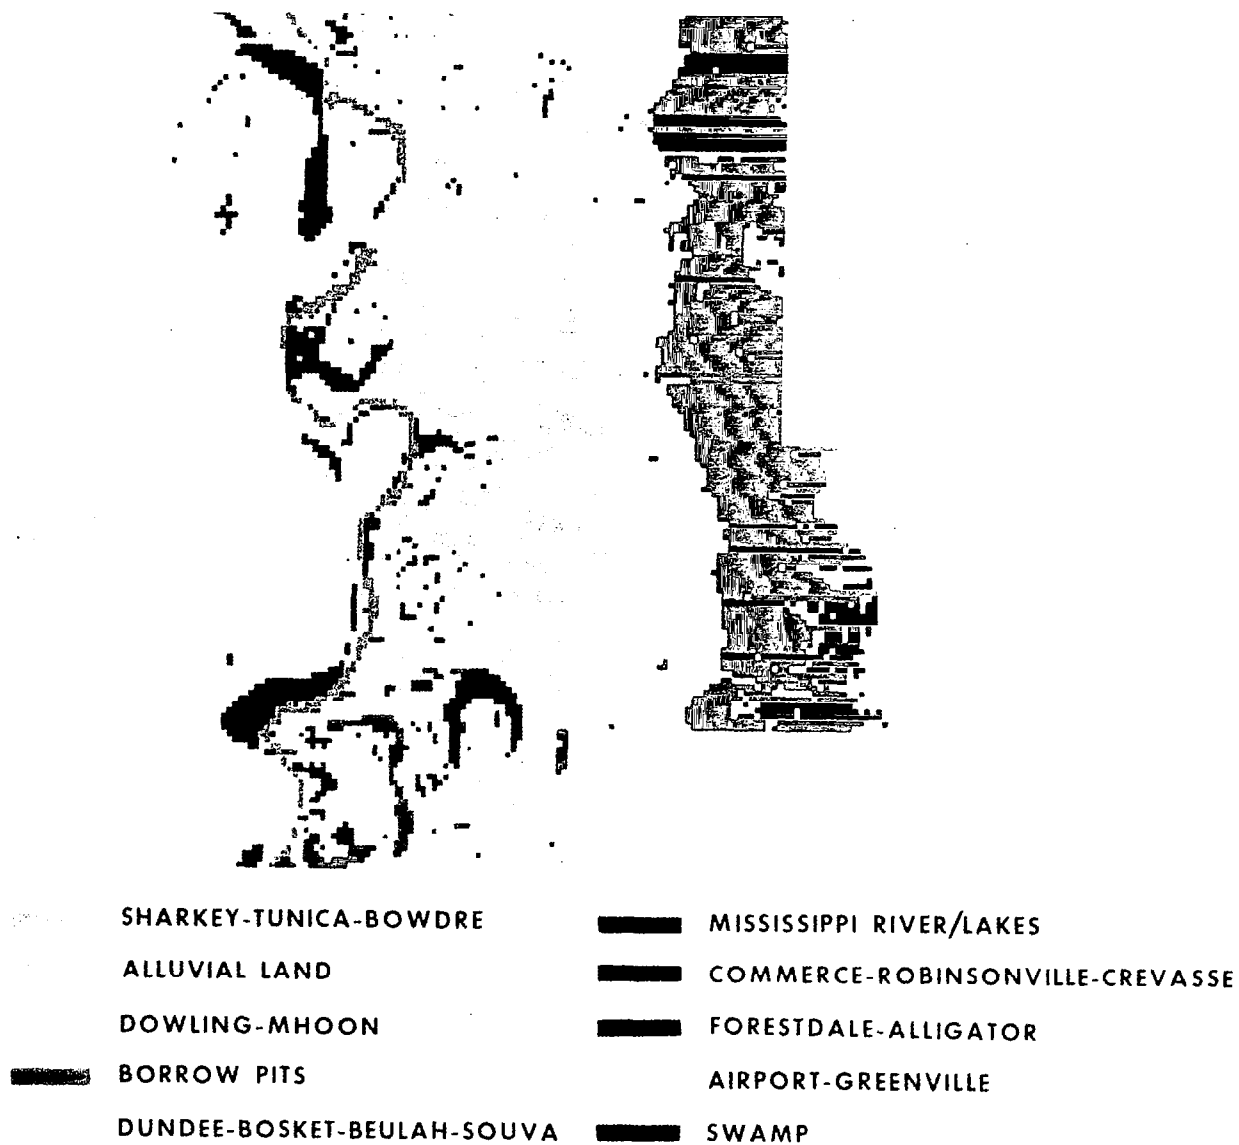 SHARKEY-TUNICA-BOWDRE
ALLUVIAL LAND
DOWLING-MHOON
BORROW PITS
DUNDEE-BOSKET-BEULAH-SOUVA
MISSISSIPPI RIVER/LAKES
COMMERCE-ROBINSONVILLE-CREVASSE
FORESTDALE-ALLIGATOR
AIRPORT-GREENVILLE
SWAMP